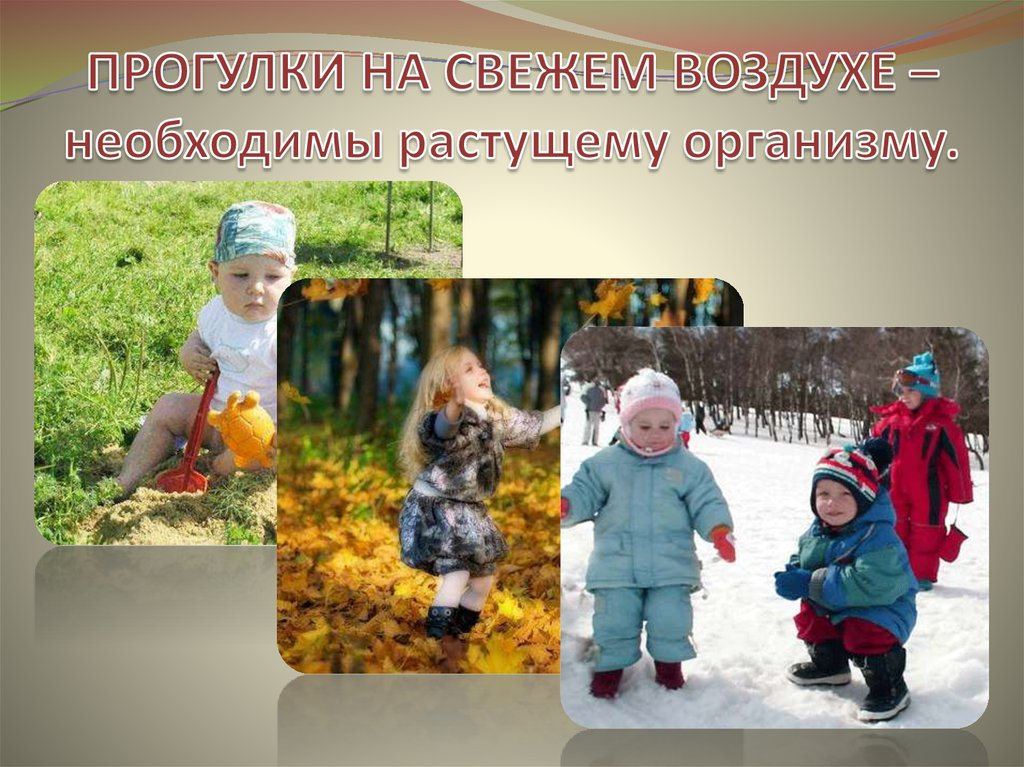 ПРОГУЛКИ НА СВЕЖЕМ ВОЗДУХЕ –
необходимы растущему организму.